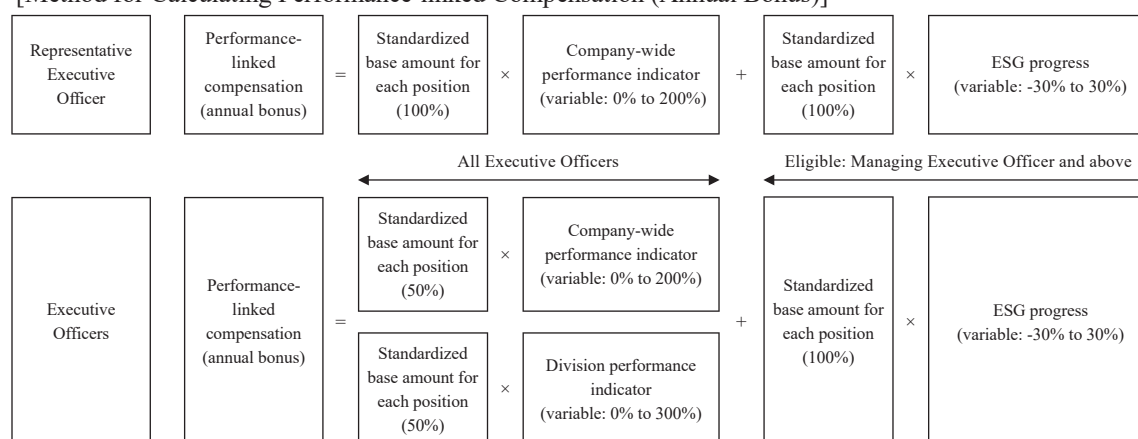 [Method for Calculating Performance-linked Compensation (Annual Bonus)]
Representative
Executive
Officer
Performance-
linked
compensation
(annual bonus)
=
Standardized
base amount for
each position
(100%)
×
Company-wide
performance indicator
(variable: 0% to 200%)
+
Standardized
base amount for
each position
(100%)
×
ESG progress
(variable: -30% to 30%)
All Executive Officers
Eligible: Managing Executive Officer and above
Executive
Officers
Performance-
linked
compensation
(annual bonus)
=
Standardized
base amount for
each position
(50%)
×
Company-wide
performance indicator
(variable: 0% to 200%)
Standardized
base amount for
each position
(50%)
×
Division performance
indicator
(variable: 0% to 300%)
+
Standardized
base amount for
each position
(100%)
×
ESG progress
(variable: -30% to 30%)